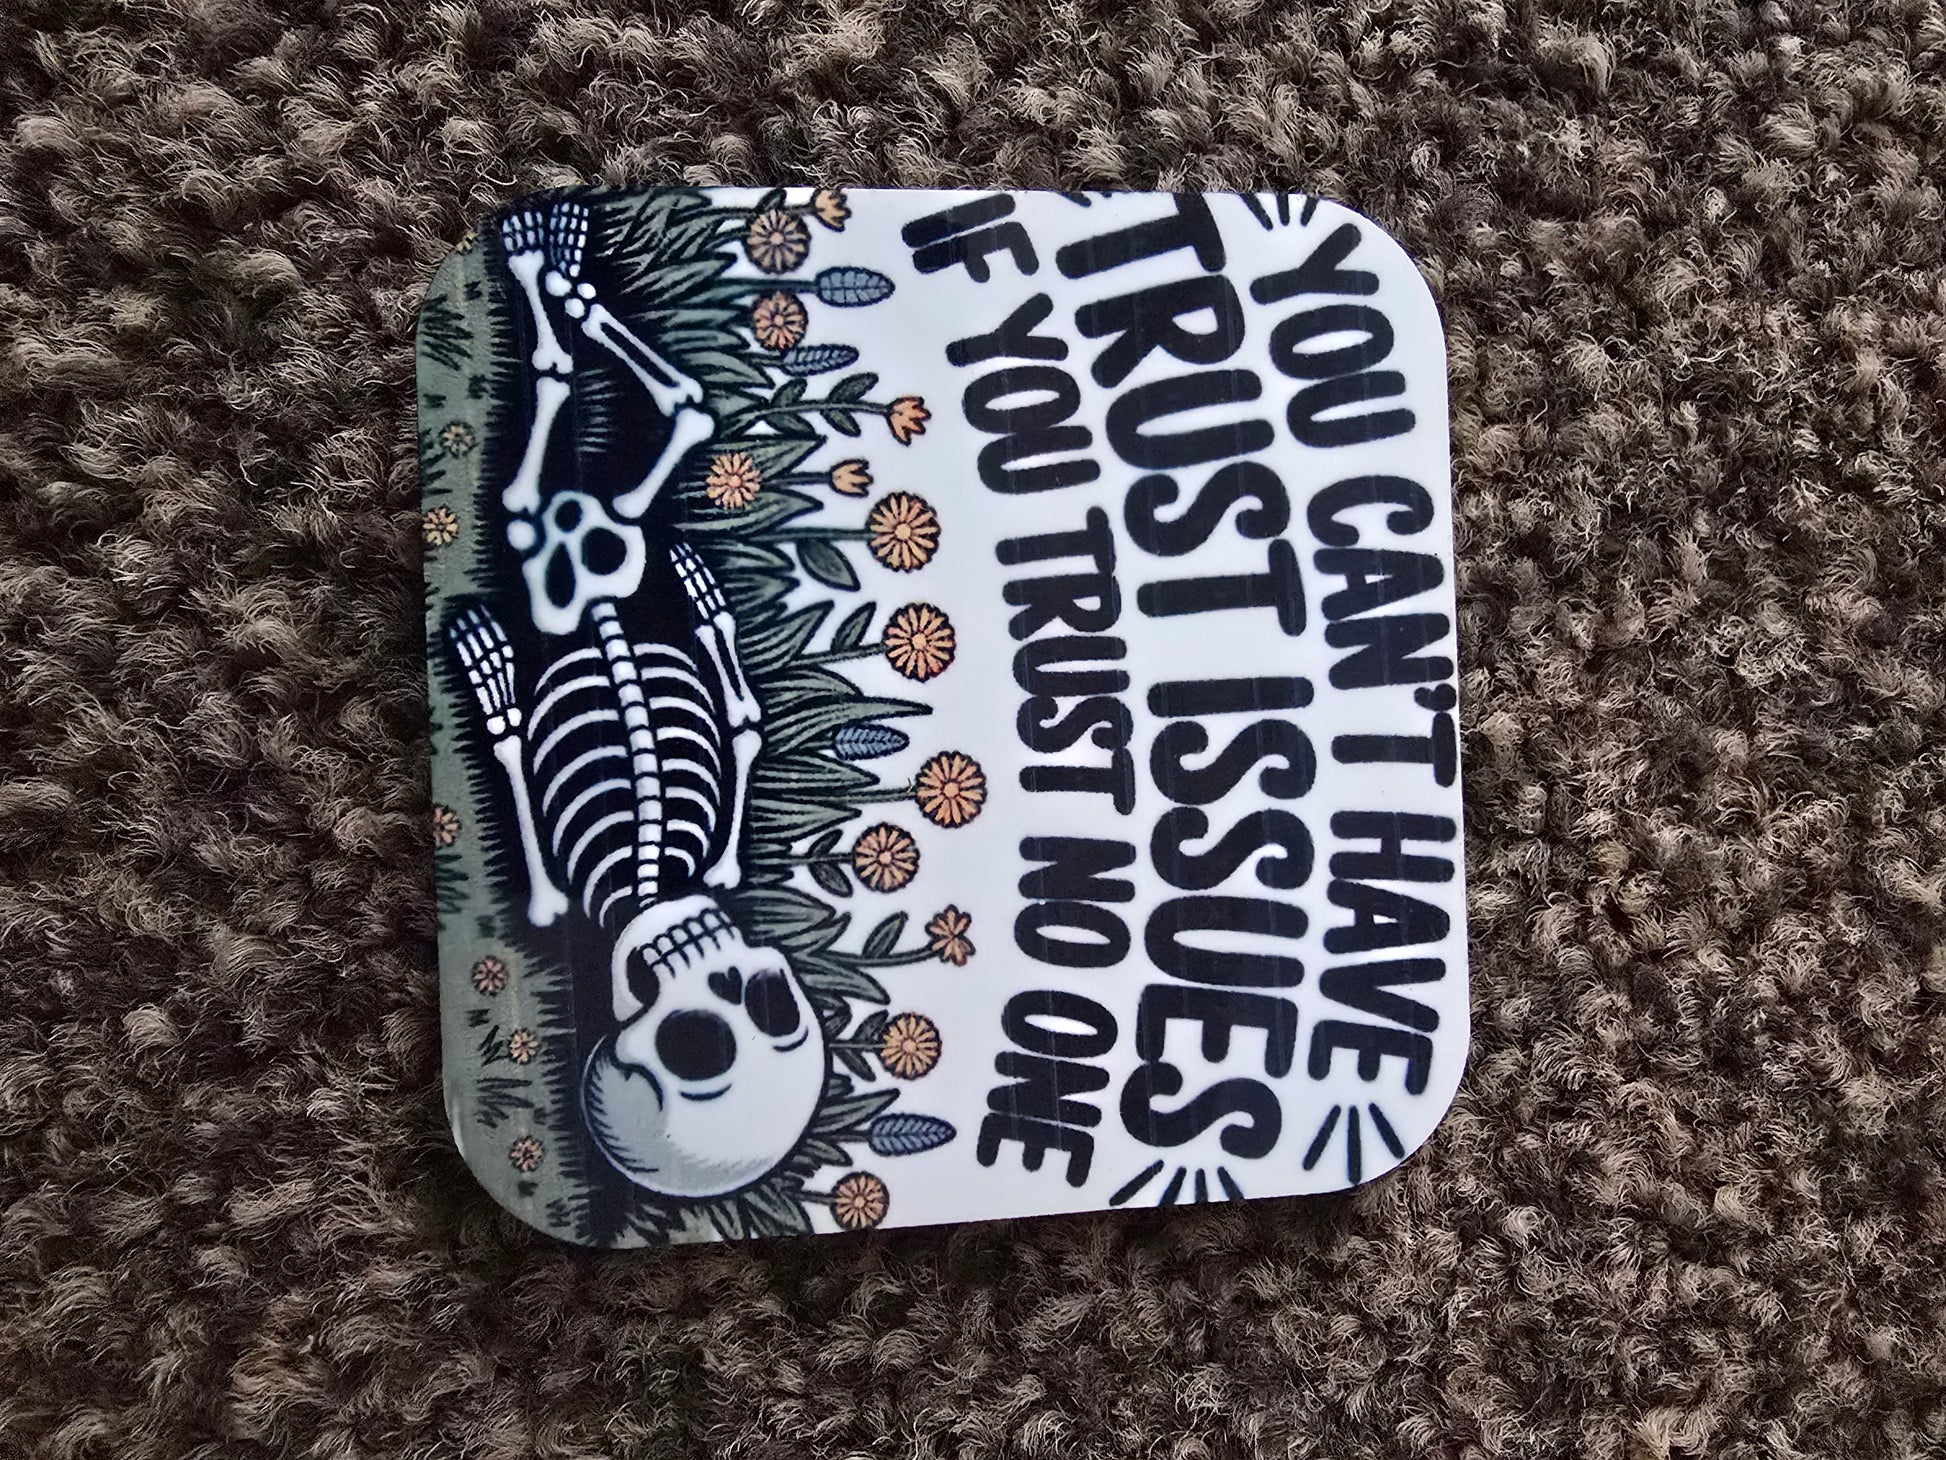 YOU CAN'T HAVE
TRUST ISSUES
IF YOU TRUST NO ONE